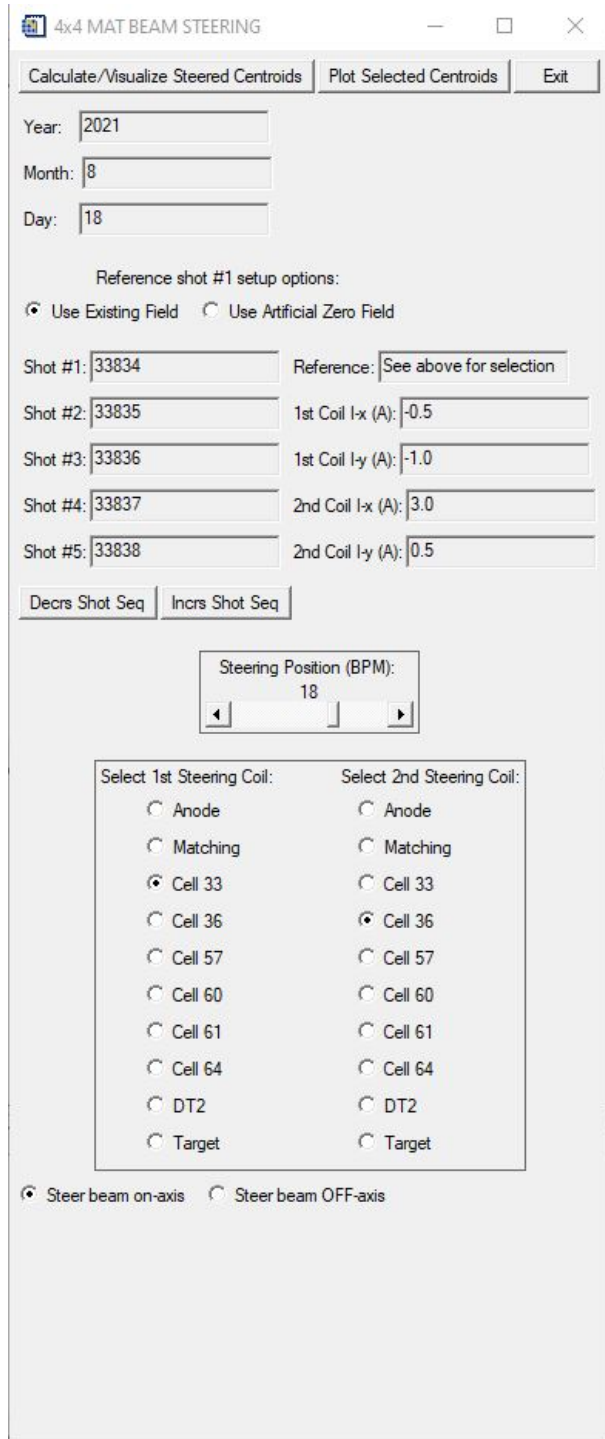 4x4 MAT BEAM STEERING
Calculate/Visualize Steered Centroids Plot Selected Centroids Exit
Year: 2021
Month: 8
Day: 18
Reference shot #1 setup options:
Use Existing Field Use Artificial Zero Field
Shot #1: 33834 Reference: See above for selection
Shot #2: 33835 1st Coil I-x (A): -0.5
Shot #3: 33836 1st Coil I-y (A): -1.0
Shot #4: 33837 2nd Coil I-x (A): 3.0
Shot #5: 33838 2nd Coil I-y (A): 0.5
Decrs Shot Seq Incrs Shot Seq
Steering Position (BPM):
18
Select 1st Steering Coil: Select 2nd Steering Coil:
Anode Anode
Matching Matching
Cell 33 Cell 33
Cell 36 Cell 36
Cell 57 Cell 57
Cell 60 Cell 60
Cell 61 Cell 61
Cell 64 Cell 64
DT2 DT2
Target Target
Steer beam on-axis Steer beam OFF-axis